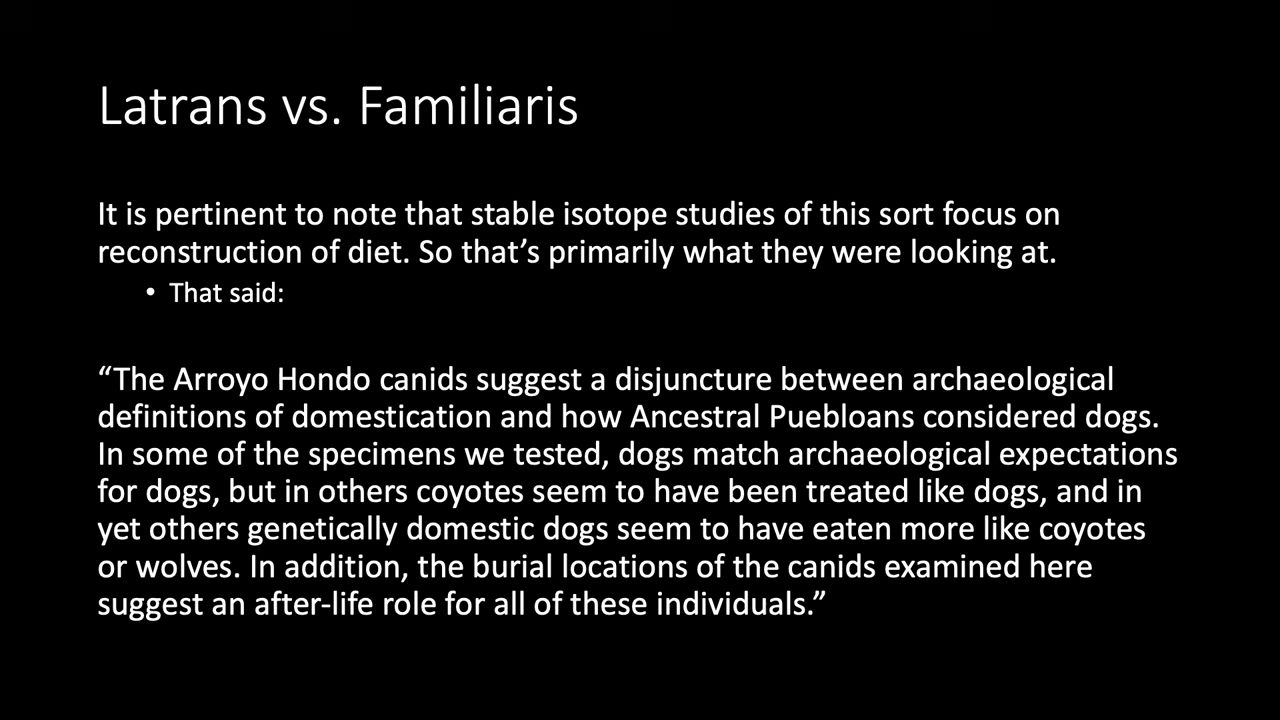 Latrans vs. Familiaris
It is pertinent to note that stable isotope studies of this sort focus on
reconstruction of diet. So that’s primarily what they were looking at.
• That said:
“The Arroyo Hondo canids suggest a disjuncture between archaeological
definitions of domestication and how Ancestral Puebloans considered dogs.
In some of the specimens we tested, dogs match archaeological expectations
for dogs, but in others coyotes seem to have been treated like dogs, and in
yet others genetically domestic dogs seem to have eaten more like coyotes
or wolves. In addition, the burial locations of the canids examined here
suggest an after-life role for all of these individuals.”